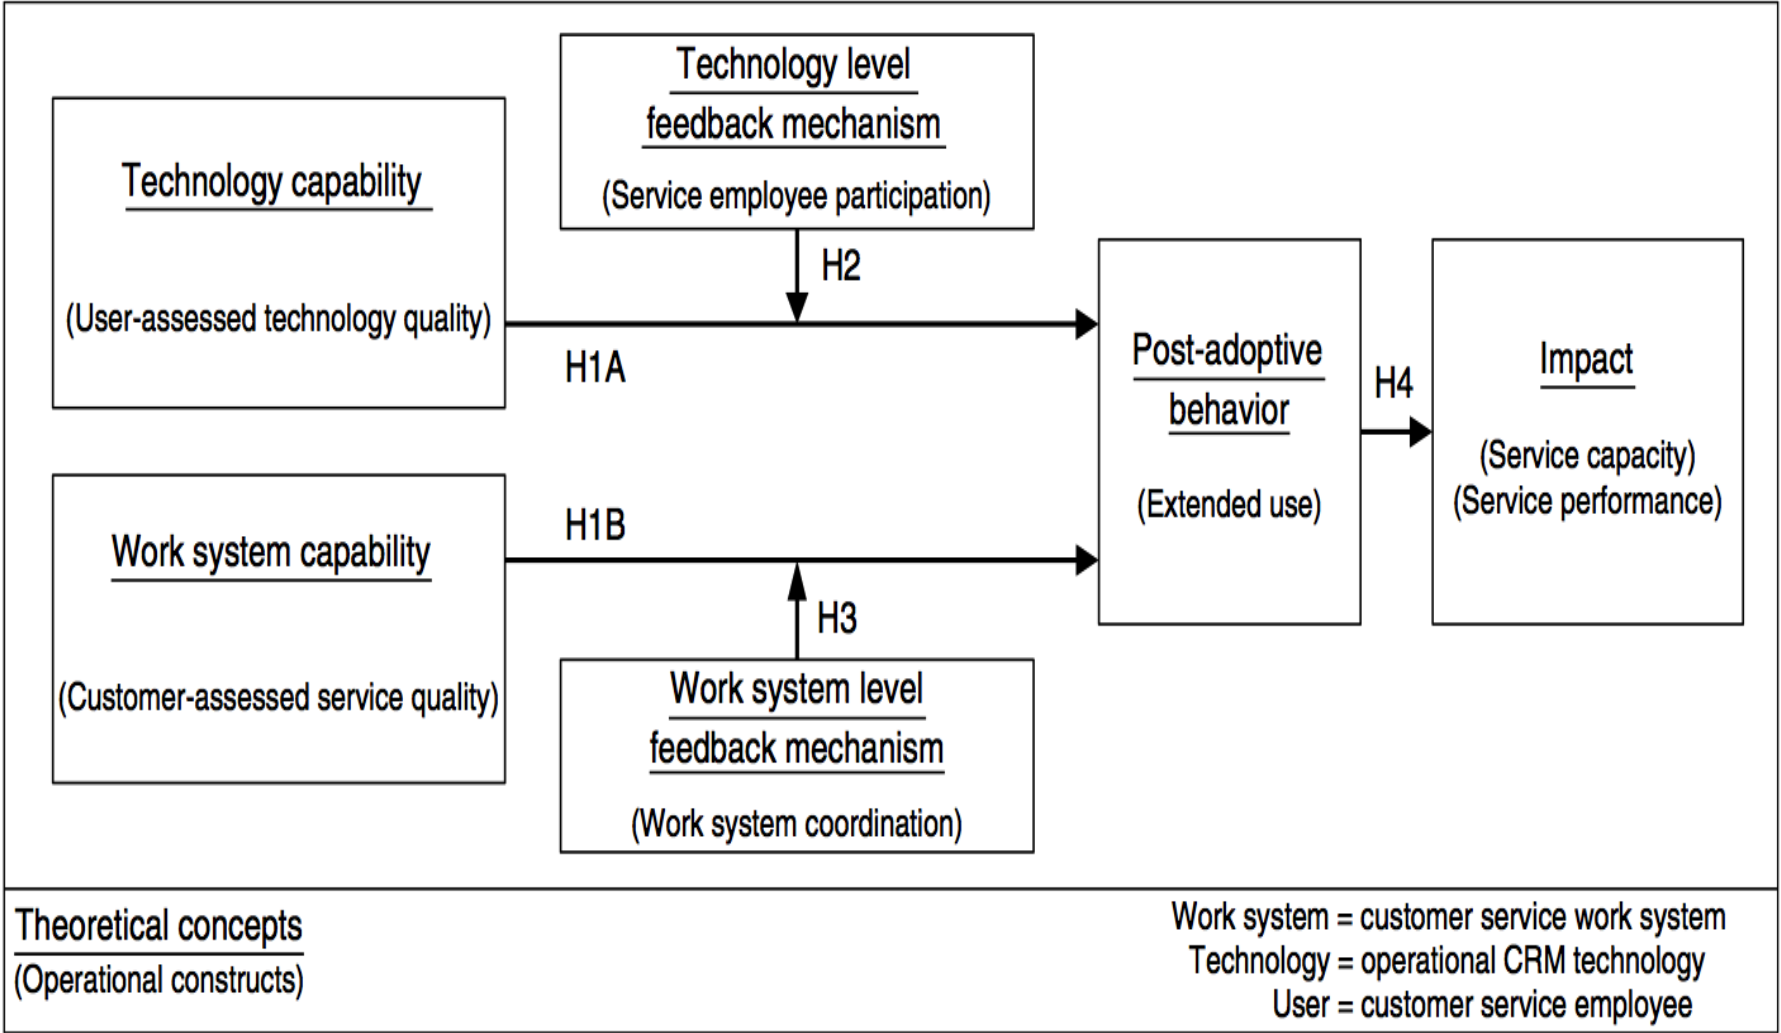 Technology level
feedback mechanism
(Service employee participation)
Technology capability
(User-assessed technology quality)
H2
H1A
Post-adoptive
behavior
(Extended use)
H4
Impact
(Service capacity)
(Service performance)
Work system capability
(Customer-assessed service quality)
H1B
H3
Work system level
feedback mechanism
(Work system coordination)
Theoretical concepts
(Operational constructs)
Work system = customer service work system
Technology = operational CRM technology
User = customer service employee